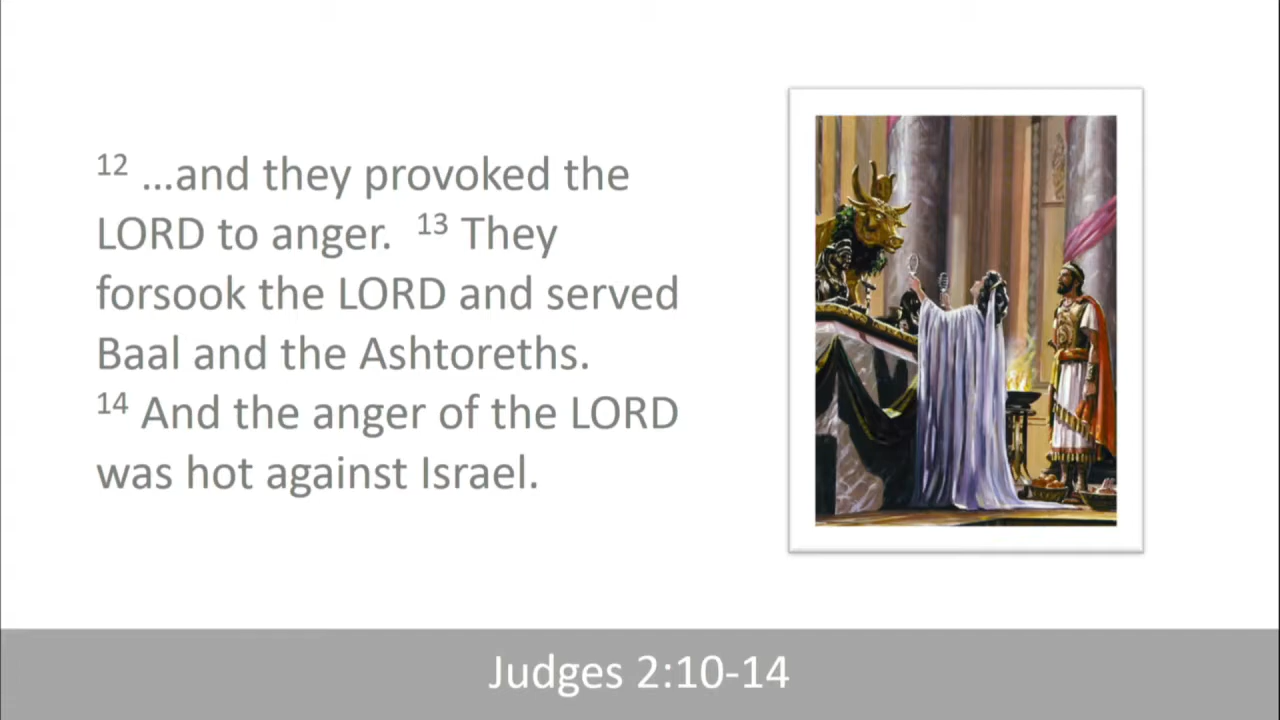 12 ...and they provoked the
LORD to anger.  13 They
forsook the LORD and served
Baal and the Ashtoreths.
14 And the anger of the LORD
was hot against Israel.
Judges 2:10-14